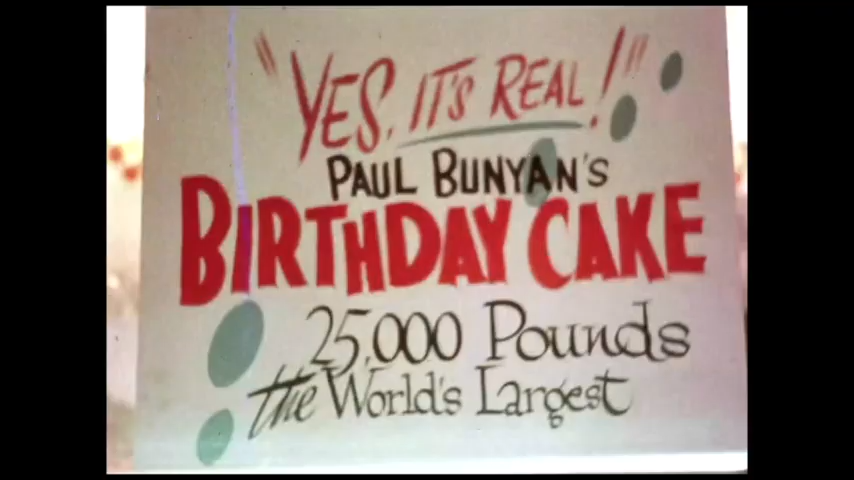 "YES, IT'S REAL!"
PAUL BUNYAN'S
BIRTHDAY CAKE
25,000 Pounds
the World's Largest